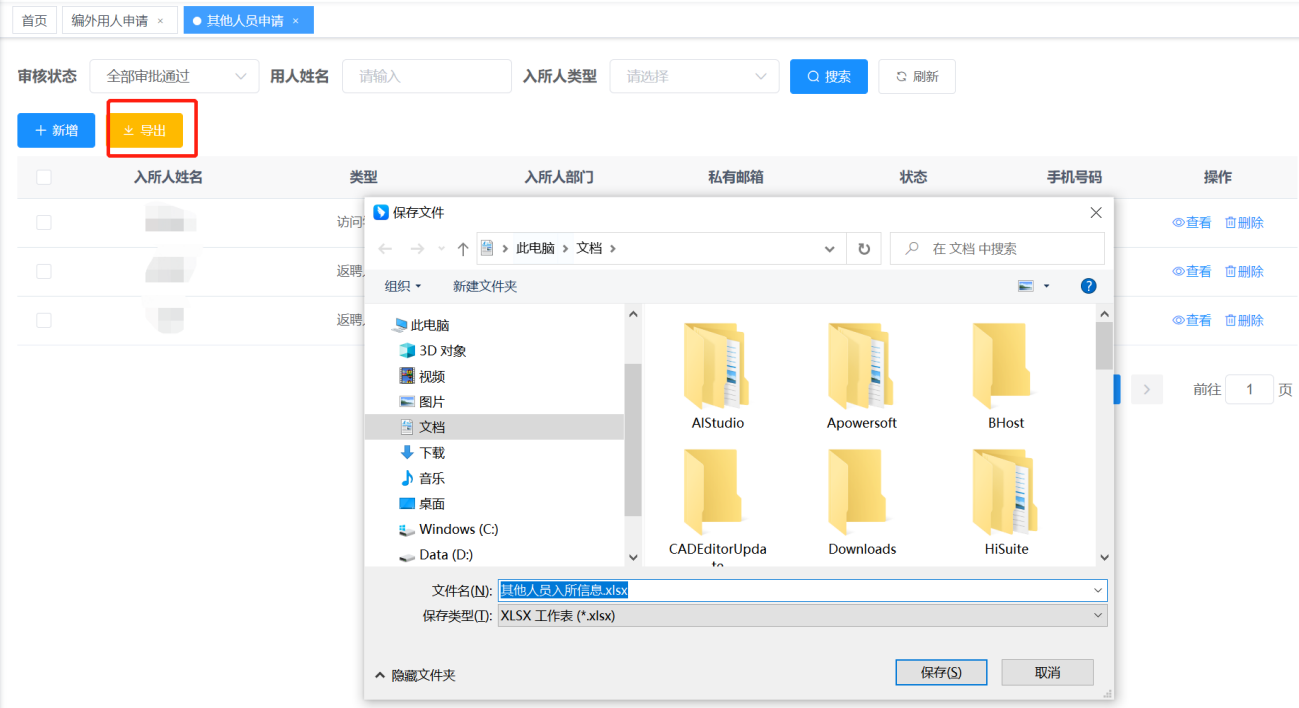 首页 编外用人申请 × 其他人员申请 ×
审核状态 全部审批通过 用人姓名 请输入 入所人类型 请选择 搜索 刷新
+ 新增 导出
入所人姓名 类型 入所人部门 私有邮箱 状态 手机号码 操作
访问 查看 删除
返聘 查看 删除
返聘 查看 删除
前往 1 页
保存文件
此电脑 > 文档 > 在 文档 中搜索
组织 新建文件夹
此电脑
3D 对象
视频
图片
文档
下载
音乐
桌面
Windows (C:)
Data (D:)
AIStudio Apowersoft BHost
CADEditorUpda Downloads HiSuite
文件名(N): 其他人员入所信息.xlsx
保存类型(T): XLSX 工作表 (*.xlsx)
隐藏文件夹 保存(S) 取消